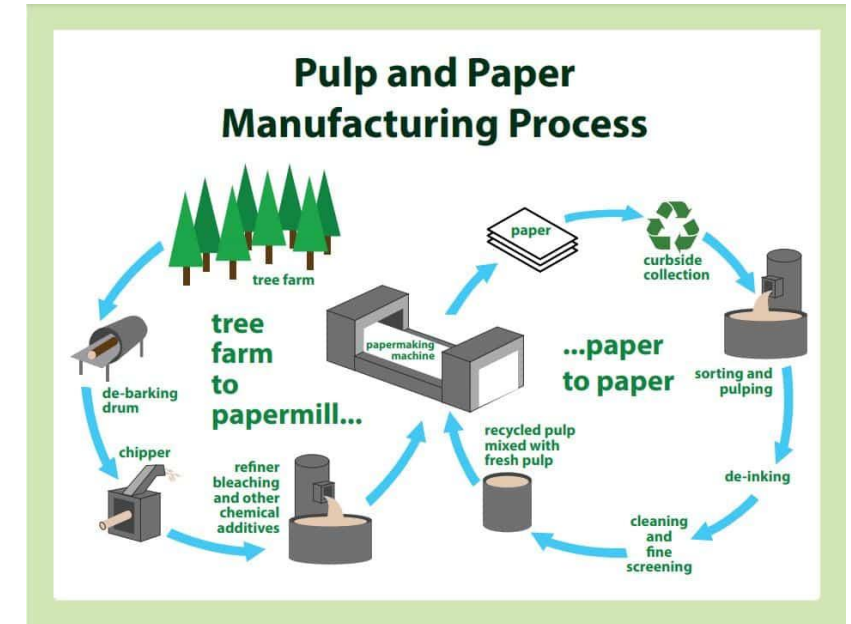 Pulp and Paper
Manufacturing Process
tree farm
tree
farm
to
papermill...
de-barking
drum
chipper
refiner
bleaching
and other
chemical
additives
papermaking
machine
paper
curbside
collection
...paper
to paper
sorting and
pulping
de-inking
cleaning
and
fine
screening
recycled pulp
mixed with
fresh pulp